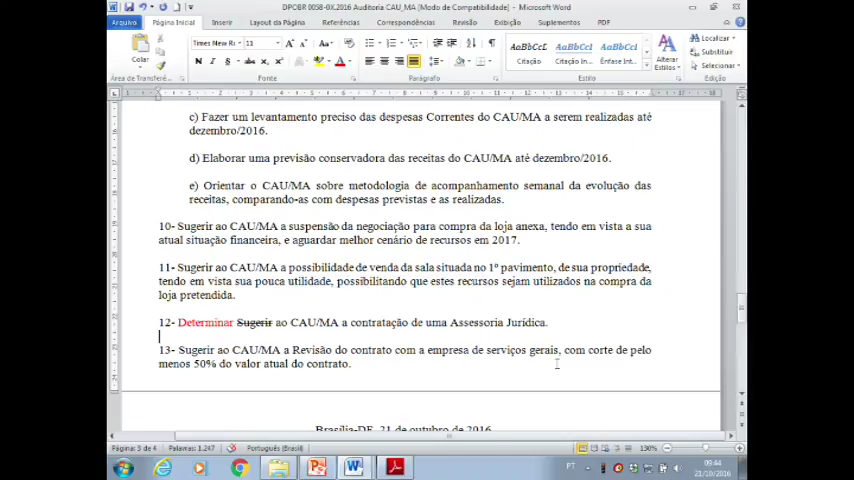 DPOBR 0058-0X.2016 Auditoria CAU_MA [Modo de Compatibilidade] - Microsoft Word
Arquivo Página Inicial Inserir Layout da Página Referências Correspondências Revisão Exibição Suplementos PDF
Times New Ro 11
Localizar
Substituir
Selecionar
Colar
N I S abc
AaBbCcI AaBbCcI AaBbCcI
Citação Citação In... Ênfase Int...
Alterar Estilos
Área de Transferê... Fonte Parágrafo Estilo Edição
c) Fazer um levantamento preciso das despesas Correntes do CAU/MA a serem realizadas até
dezembro/2016.
d) Elaborar uma previsão conservadora das receitas do CAU/MA até dezembro/2016.
e) Orientar o CAU/MA sobre metodologia de acompanhamento semanal da evolução das
receitas, comparando-as com despesas previstas e as realizadas.
10- Sugerir ao CAU/MA a suspensão da negociação para compra da loja anexa, tendo em vista a sua
atual situação financeira, e aguardar melhor cenário de recursos em 2017.
11- Sugerir ao CAU/MA a possibilidade de venda da sala situada no 1º pavimento, de sua propriedade,
tendo em vista sua pouca utilidade, possibilitando que estes recursos sejam utilizados na compra da
loja pretendida.
12- Determinar Sugerir ao CAU/MA a contratação de uma Assessoria Jurídica.
13- Sugerir ao CAU/MA a Revisão do contrato com a empresa de serviços gerais, com corte de pelo
menos 50% do valor atual do contrato.
Brasília-DF, 21 de outubro de 2016
Página: 3 de 4 Palavras: 1.247 Português (Brasil) 130%
PT 09:44
21/10/2016